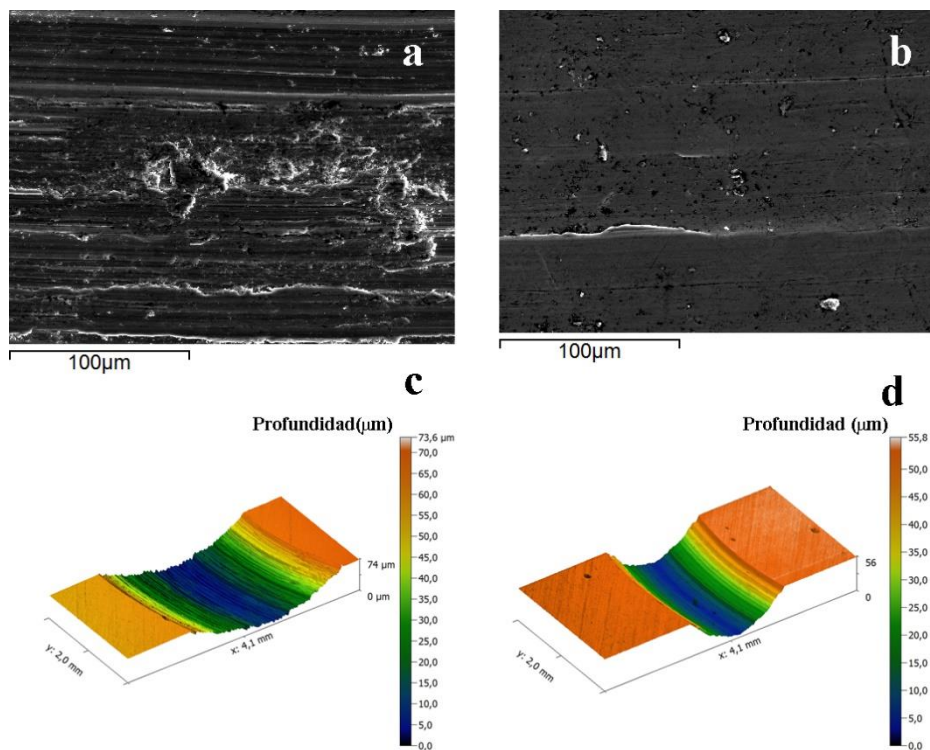 a
b
100µm
100µm
c
d
Profundidad(µm)
73,6 µm
70,0
65,0
60,0
55,0
50,0
45,0
40,0
35,0
30,0
25,0
20,0
15,0
10,0
5,0
0,0
74 µm
0 µm
x: 4,1 mm
y: 2,0 mm
Profundidad (µm)
55,8
50,0
45,0
40,0
35,0
30,0
25,0
20,0
15,0
10,0
5,0
0,0
56
0
x: 4,1 mm
y: 2,0 mm